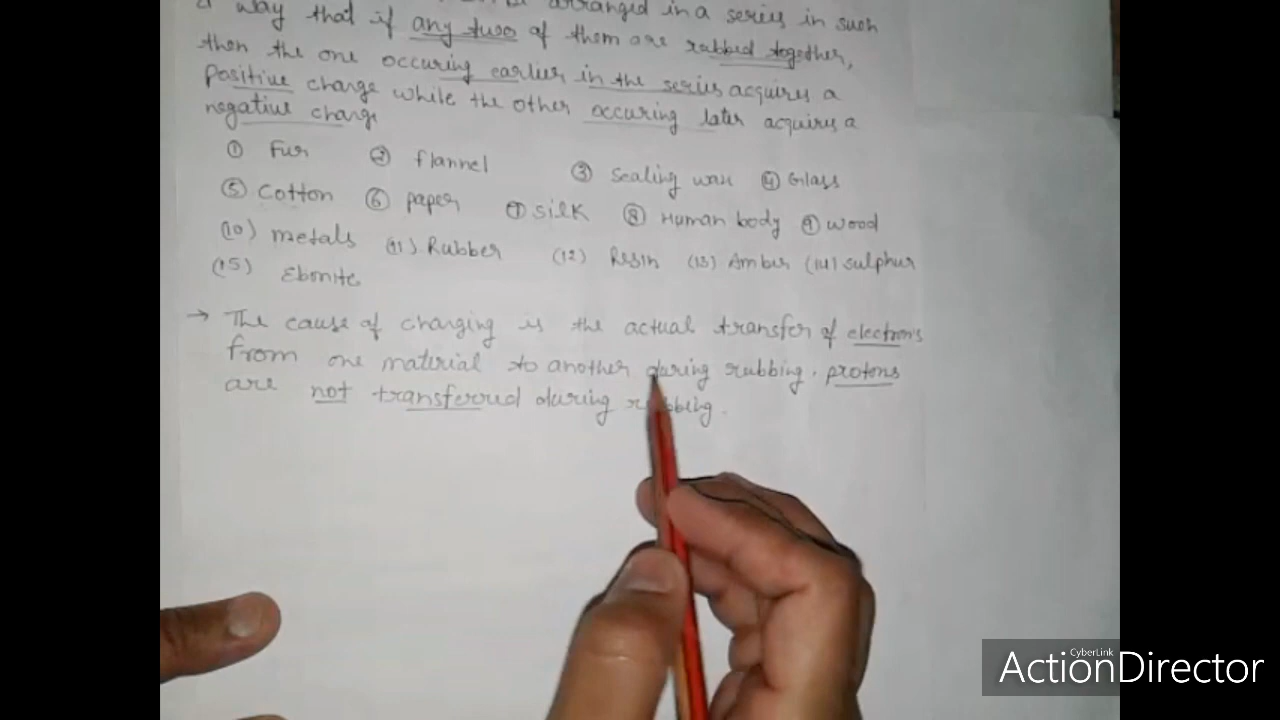 a way that if any two of them are rubbed together,
arranged in a series in such
then the one occuring earlier in the series acquires a
positive charge while the other occuring later acquires a
negative charge
① Fur ② flannel ③ Sealing wax ④ Glass
⑤ Cotton ⑥ paper ⑦ Silk ⑧ Human body ⑨ wood
(10) metals (11) Rubber (12) Resin (13) Amber (14) sulphur
(15) Ebonite
→ The cause of charging is the actual transfer of electrons
from one material to another during rubbing. protons
are not transferred during rubbing.
CyberLink
ActionDirector